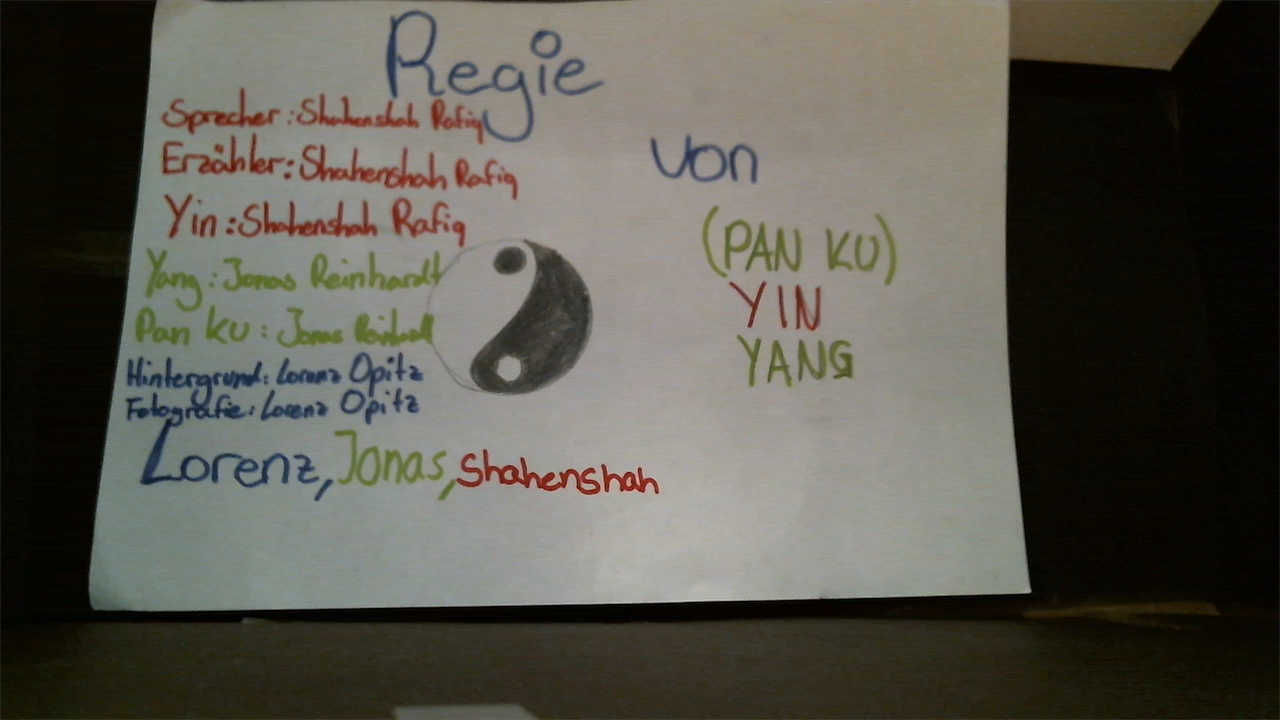 Regie
Sprecher: Shahenshah Rafiq
Erzähler: Shahenshah Rafiq
Yin: Shahenshah Rafiq
Yang: Jonas Reinhardt
Pan Ku: Jonas Reinhardt
Hintergrund: Lorenz Opitz
Fotografie: Lorenz Opitz
Lorenz, Jonas, Shahenshah
von
(PAN KU)
YIN
YANG